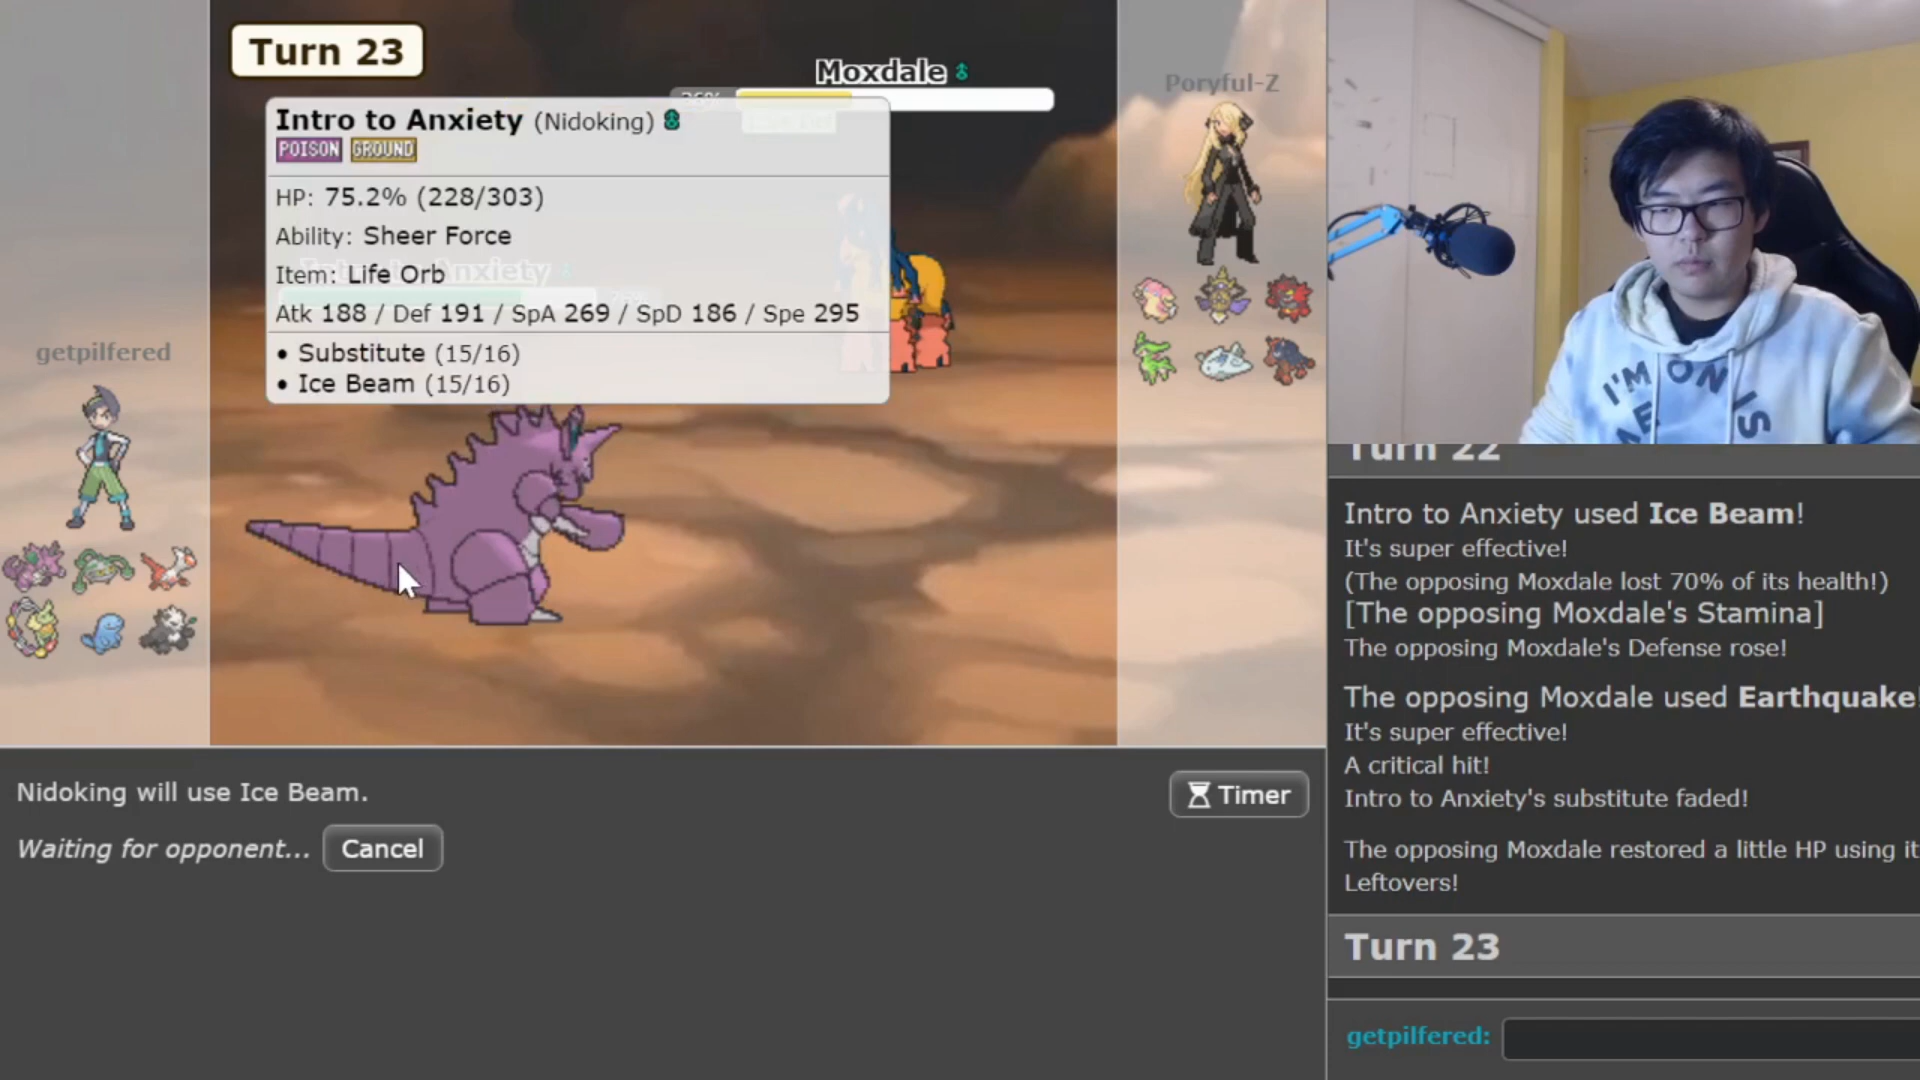 Turn 23
Moxdale
36%
Intro to Anxiety (Nidoking)
POISON GROUND
HP: 75.2% (228/303)
Ability: Sheer Force
Item: Life Orb
Atk 188 / Def 191 / SpA 269 / SpD 186 / Spe 295
• Substitute (15/16)
• Ice Beam (15/16)
getpilfered
Poryful-Z
Nidoking will use Ice Beam.
Waiting for opponent... Cancel
Timer
I'M ON IS
Turn 22
Intro to Anxiety used Ice Beam!
It's super effective!
(The opposing Moxdale lost 70% of its health!)
[The opposing Moxdale's Stamina]
The opposing Moxdale's Defense rose!
The opposing Moxdale used Earthquake!
It's super effective!
A critical hit!
Intro to Anxiety's substitute faded!
The opposing Moxdale restored a little HP using it
Leftovers!
Turn 23
getpilfered: